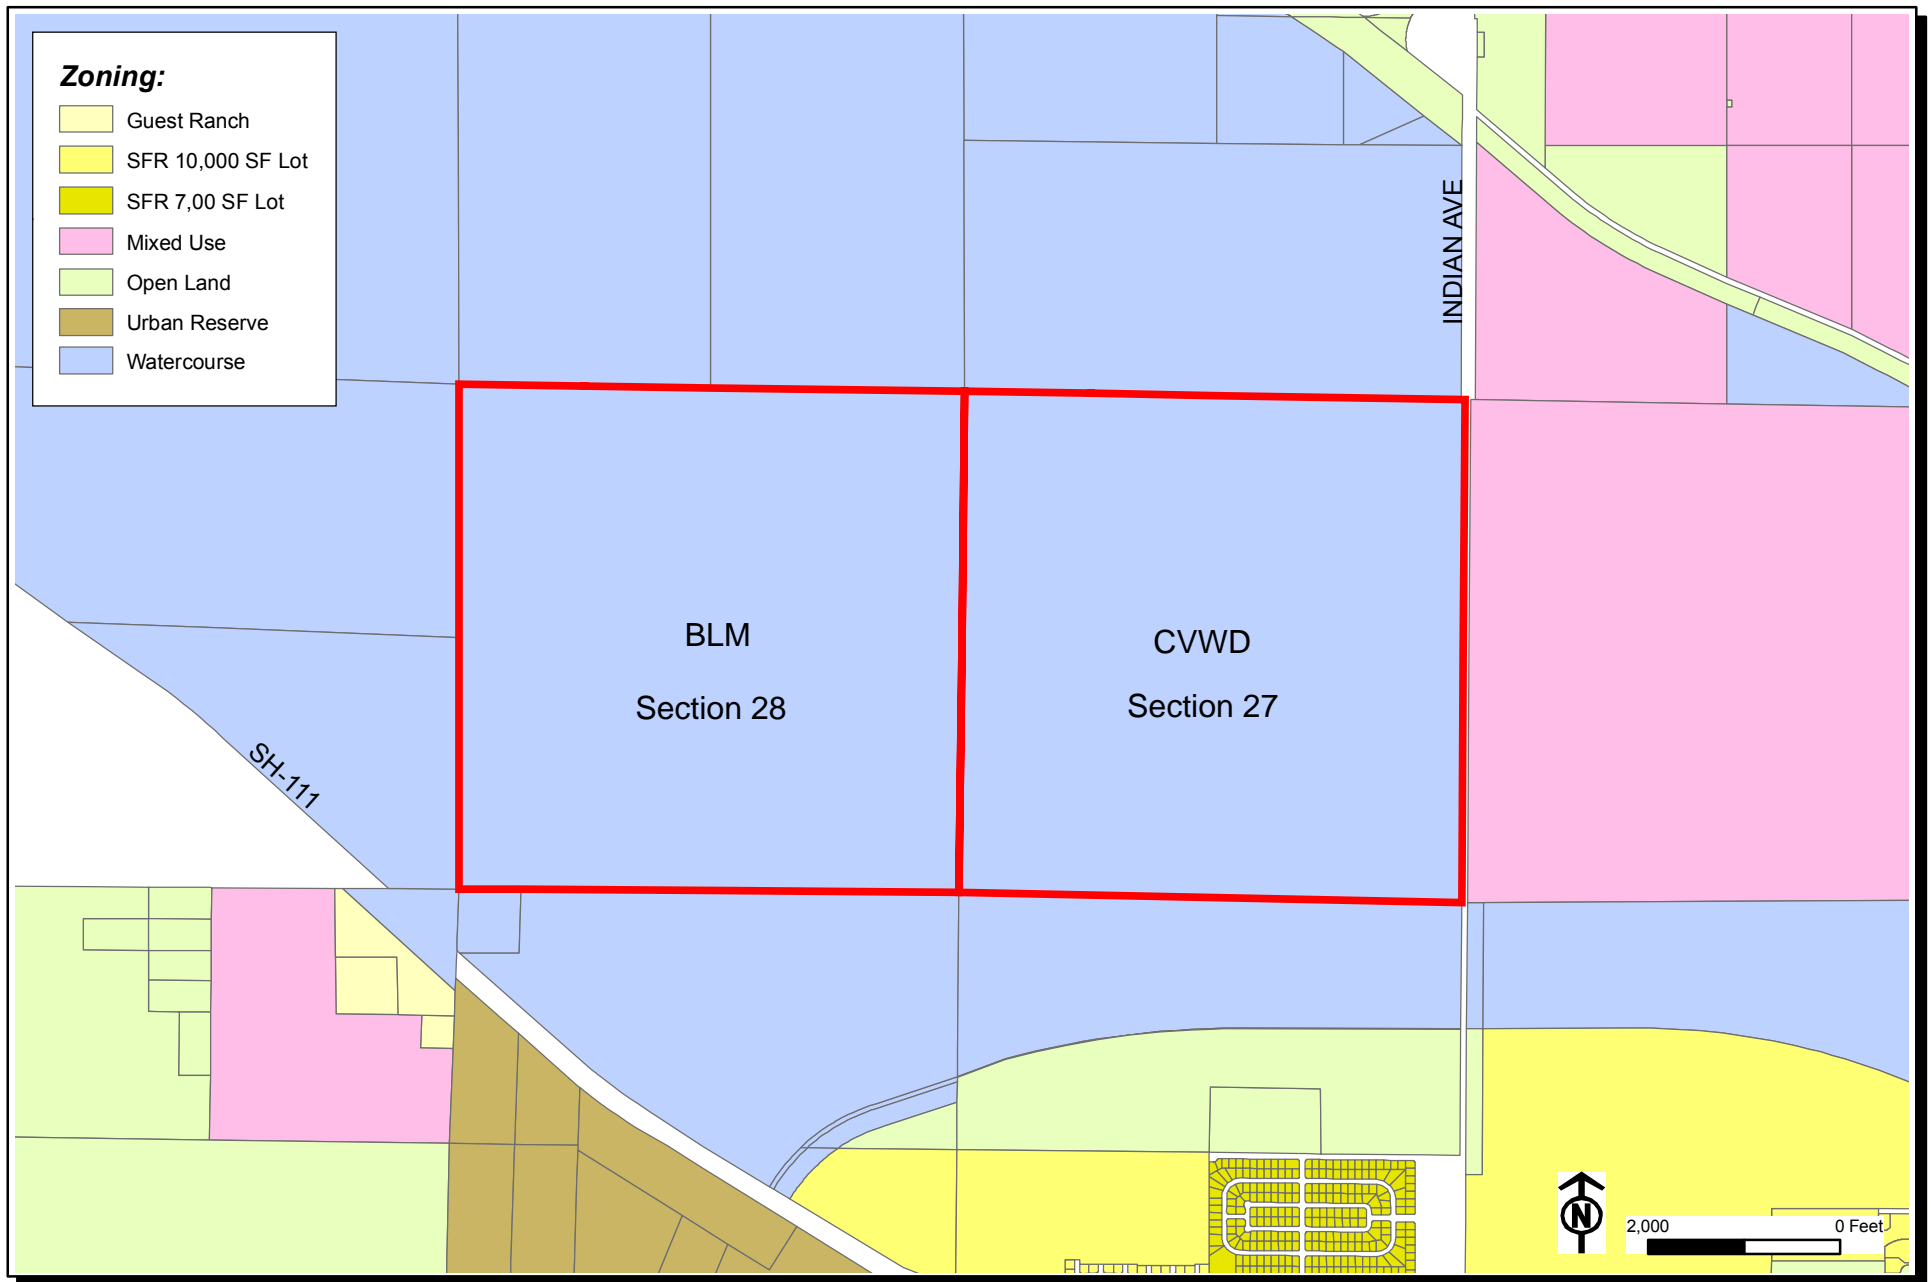 Zoning:
Guest Ranch
SFR 10,000 SF Lot
SFR 7,00 SF Lot
Mixed Use
Open Land
Urban Reserve
Watercourse
INDIAN AVE
BLM
Section 28
CVWD
Section 27
SH-111
N
2,000 0 Feet